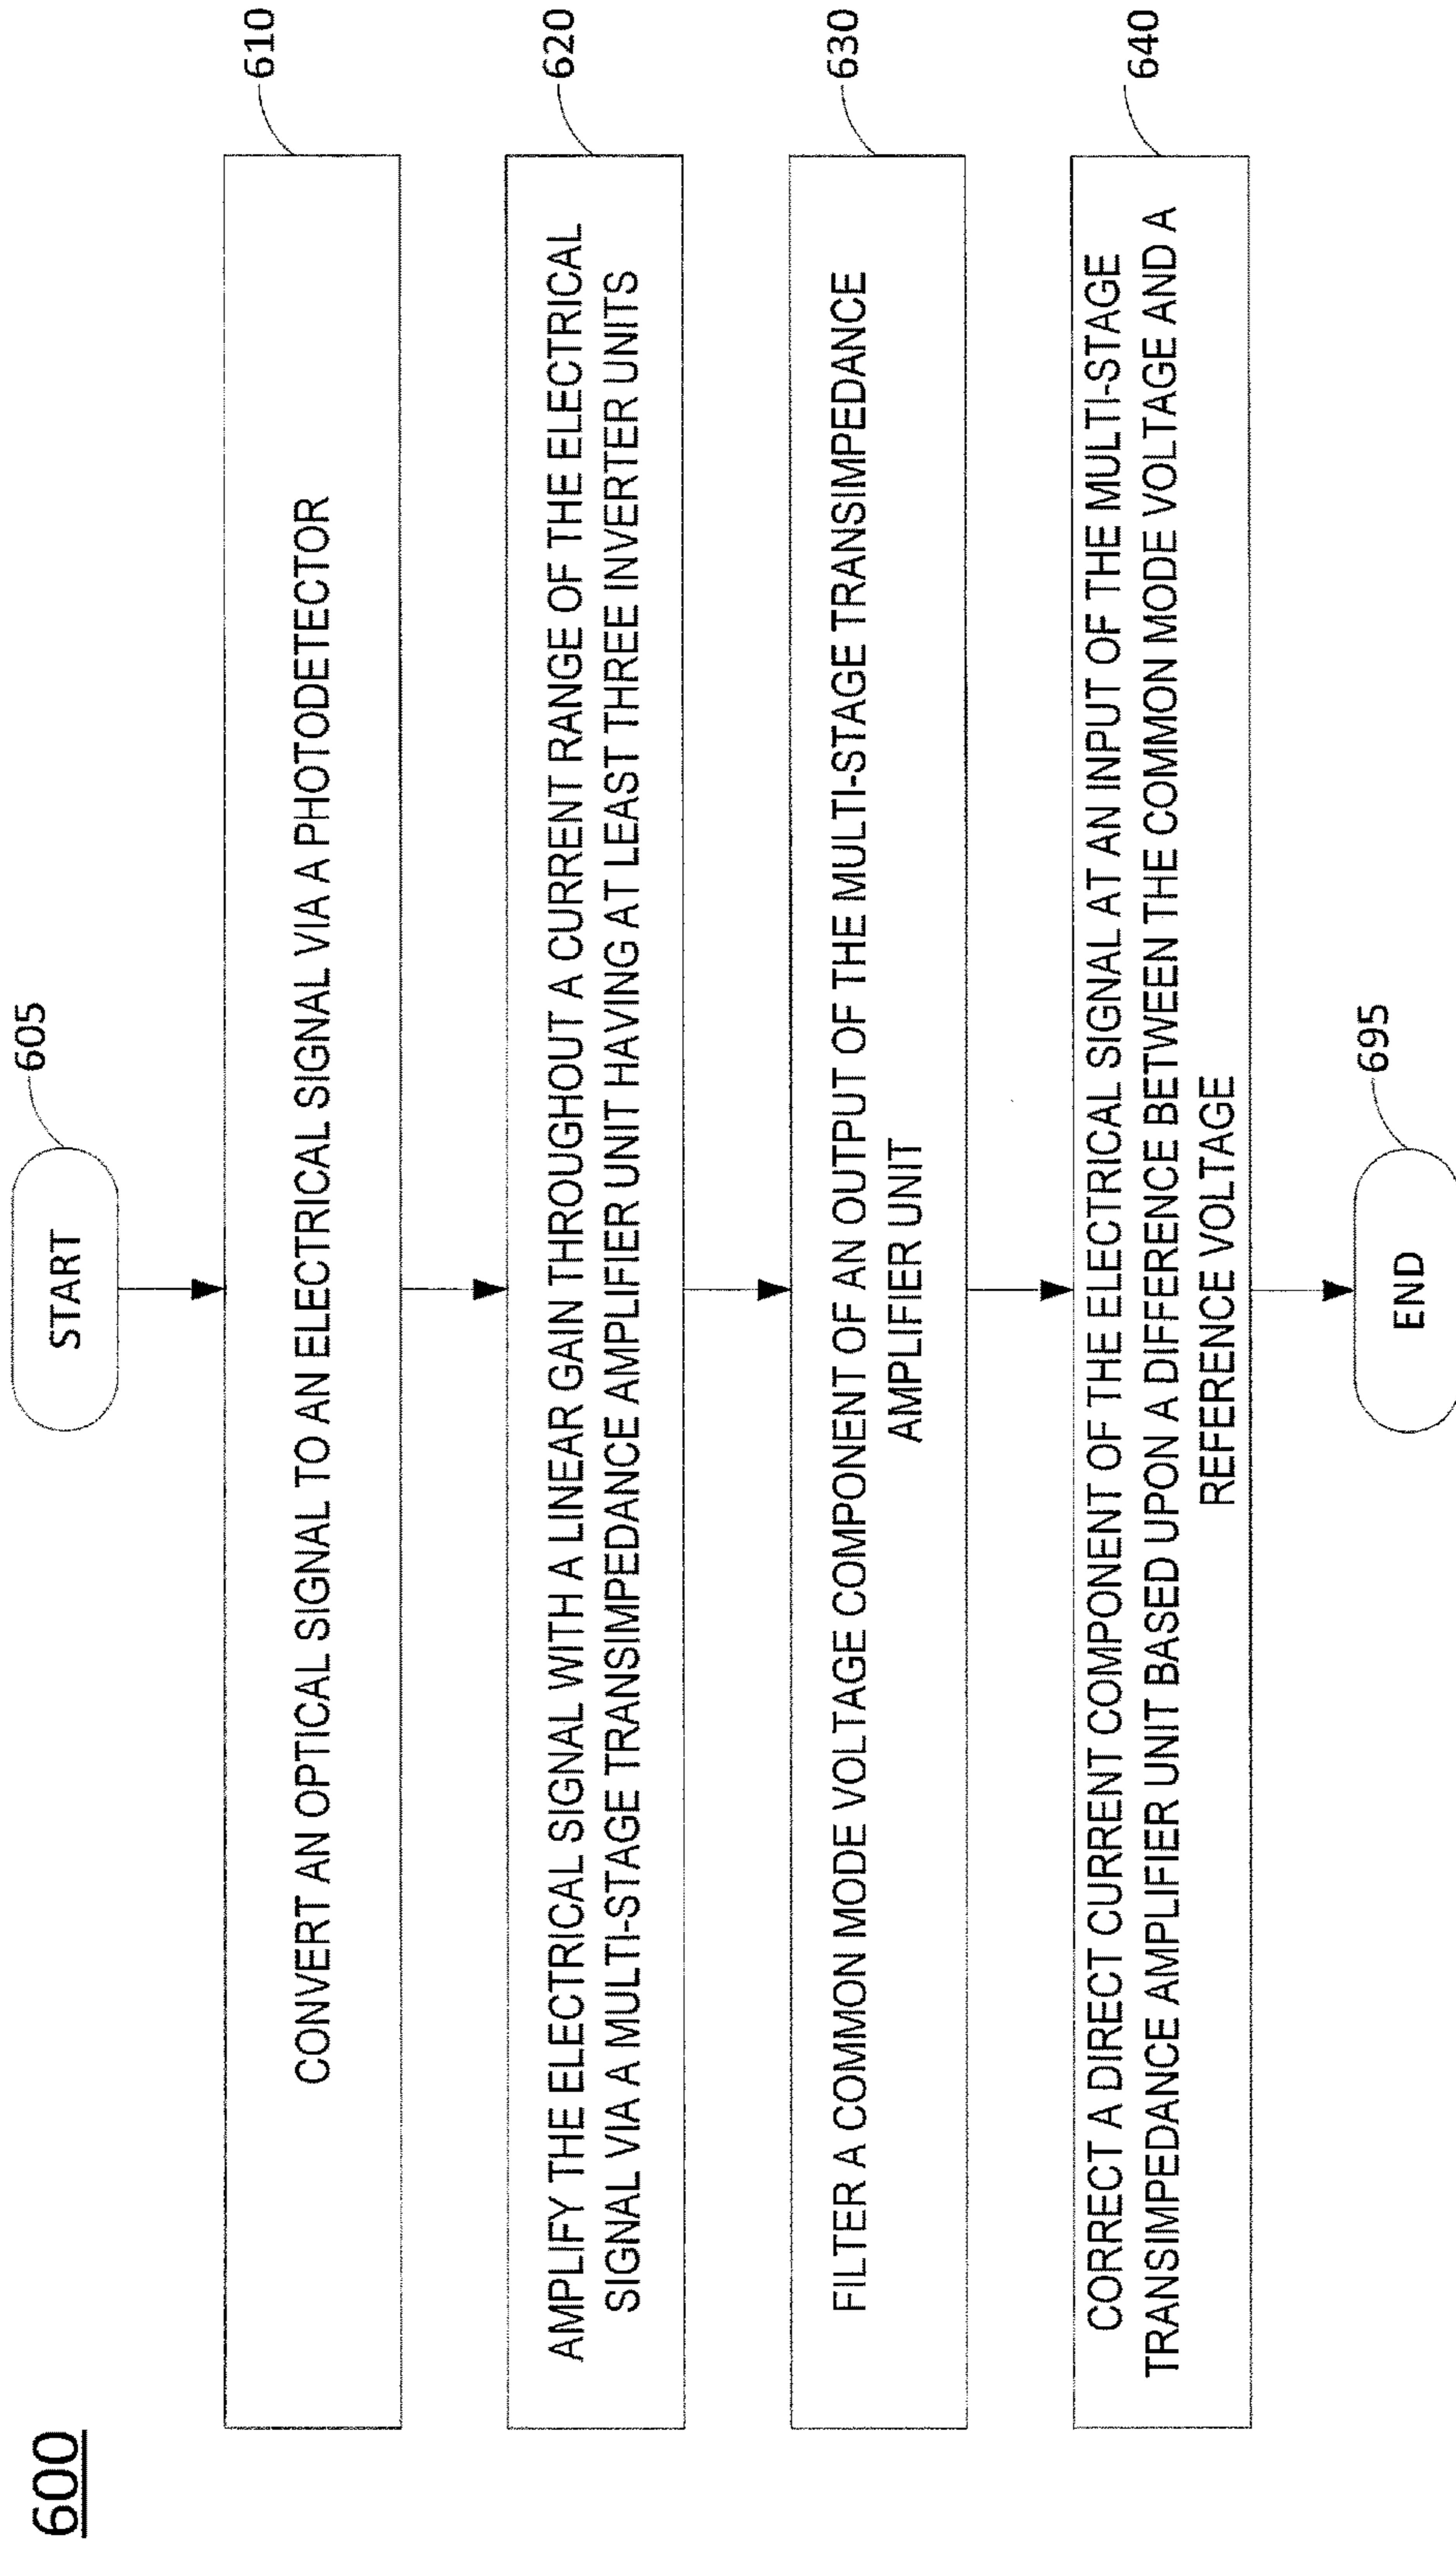 600
START
605
CONVERT AN OPTICAL SIGNAL TO AN ELECTRICAL SIGNAL VIA A PHOTODETECTOR
610
AMPLIFY THE ELECTRICAL SIGNAL WITH A LINEAR GAIN THROUGHOUT A CURRENT RANGE OF THE ELECTRICAL
SIGNAL VIA A MULTI-STAGE TRANSIMPEDANCE AMPLIFIER UNIT HAVING AT LEAST THREE INVERTER UNITS
620
FILTER A COMMON MODE VOLTAGE COMPONENT OF AN OUTPUT OF THE MULTI-STAGE TRANSIMPEDANCE
AMPLIFIER UNIT
630
CORRECT A DIRECT CURRENT COMPONENT OF THE ELECTRICAL SIGNAL AT AN INPUT OF THE MULTI-STAGE
TRANSIMPEDANCE AMPLIFIER UNIT BASED UPON A DIFFERENCE BETWEEN THE COMMON MODE VOLTAGE AND A
REFERENCE VOLTAGE
640
END
695